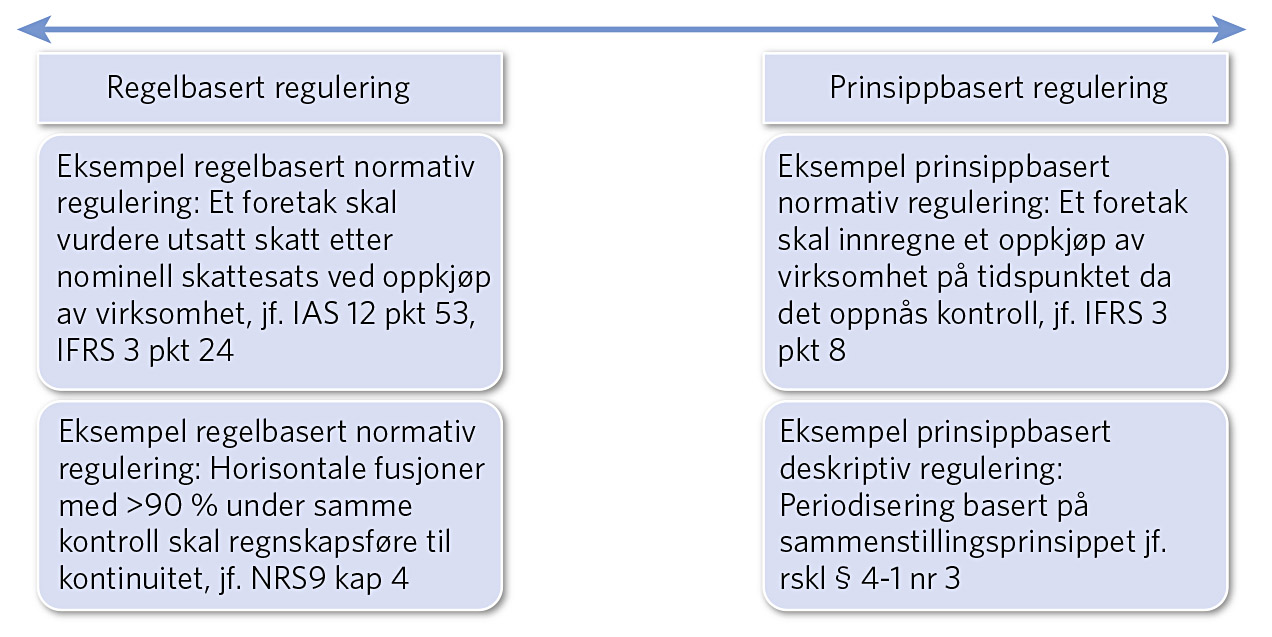 Regelbasert regulering
Eksempel regelbasert normativ
regulering: Et foretak skal
vurdere utsatt skatt etter
nominell skattesats ved oppkjøp
av virksomhet, jf. IAS 12 pkt 53,
IFRS 3 pkt 24
Eksempel regelbasert normativ
regulering: Horisontale fusjoner
med >90 % under samme
kontroll skal regnskapsføre til
kontinuitet, jf. NRS9 kap 4
Prinsippbasert regulering
Eksempel prinsippbasert
normativ regulering: Et foretak
skal innregne et oppkjøp av
virksomhet på tidspunktet da
det oppnås kontroll, jf. IFRS 3
pkt 8
Eksempel prinsippbasert
deskriptiv regulering:
Periodisering basert på
sammenstillingsprinsippet jf.
rskl § 4-1 nr 3